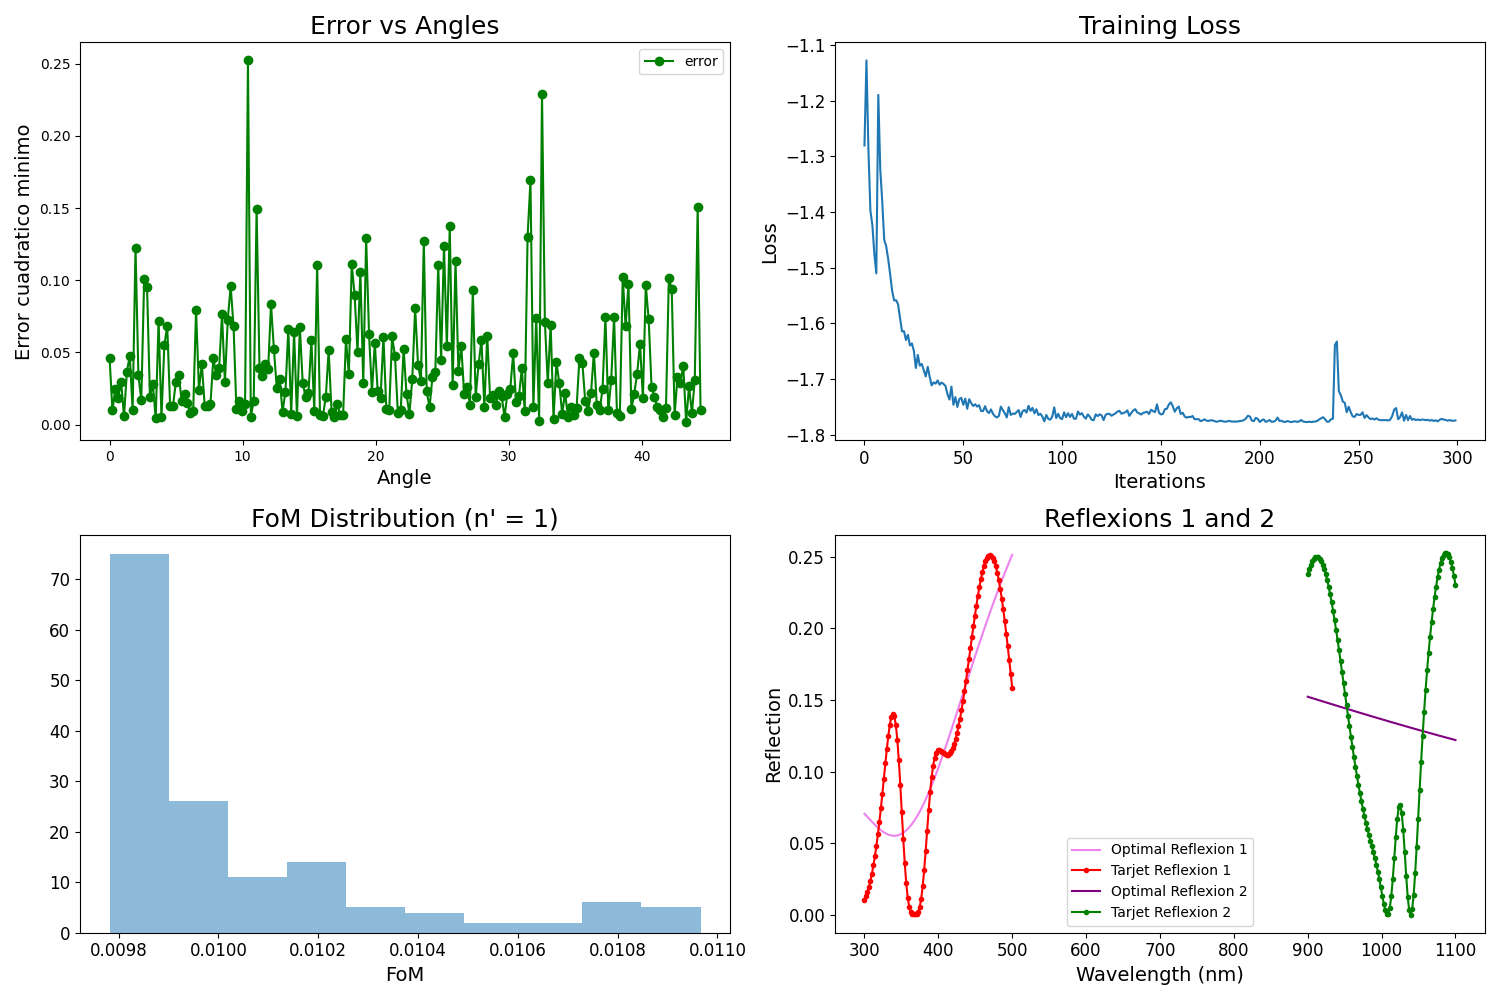 Error vs Angles
error
0.25
0.20
0.15
0.10
0.05
0.00
Error cuadratico minimo
0 10 20 30 40
Angle
Training Loss
−1.1
−1.2
−1.3
−1.4
−1.5
−1.6
−1.7
−1.8
Loss
0 50 100 150 200 250 300
Iterations
FoM Distribution (n' = 1)
70
60
50
40
30
20
10
0
0.0098 0.0100 0.0102 0.0104 0.0106 0.0108 0.0110
FoM
Reflexions 1 and 2
0.25
0.20
0.15
0.10
0.05
0.00
Reflection
Optimal Reflexion 1
Tarjet Reflexion 1
Optimal Reflexion 2
Tarjet Reflexion 2
300 400 500 600 700 800 900 1000 1100
Wavelength (nm)